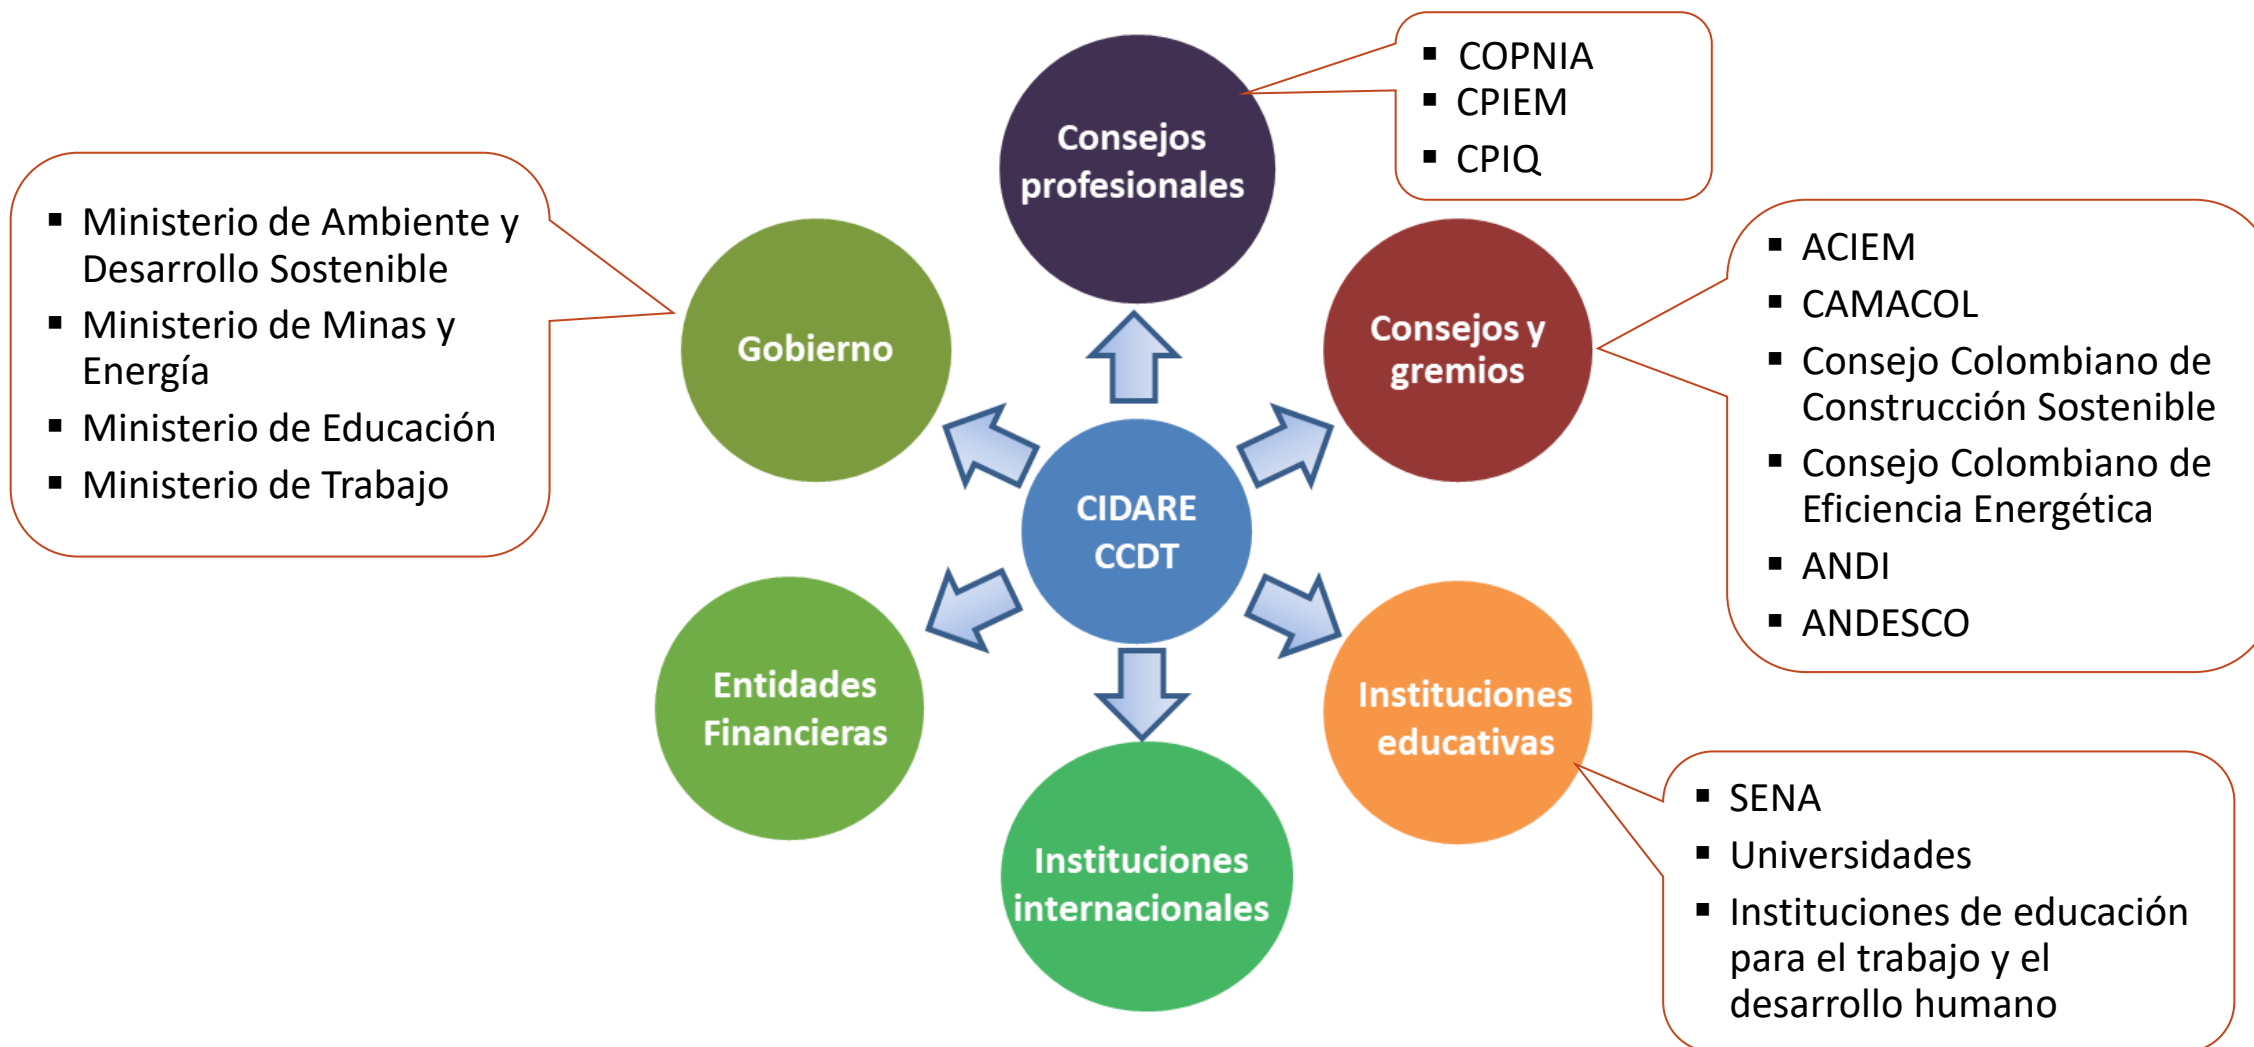 Consejos
profesionales
▪ COPNIA
▪ CPIEM
▪ CPIQ
Gobierno
▪ Ministerio de Ambiente y
Desarrollo Sostenible
▪ Ministerio de Minas y
Energía
▪ Ministerio de Educación
▪ Ministerio de Trabajo
Consejos y
gremios
▪ ACIEM
▪ CAMACOL
▪ Consejo Colombiano de
Construcción Sostenible
▪ Consejo Colombiano de
Eficiencia Energética
▪ ANDI
▪ ANDESCO
CIDARE
CCDT
Entidades
Financieras
Instituciones
internacionales
Instituciones
educativas
▪ SENA
▪ Universidades
▪ Instituciones de educación
para el trabajo y el
desarrollo humano